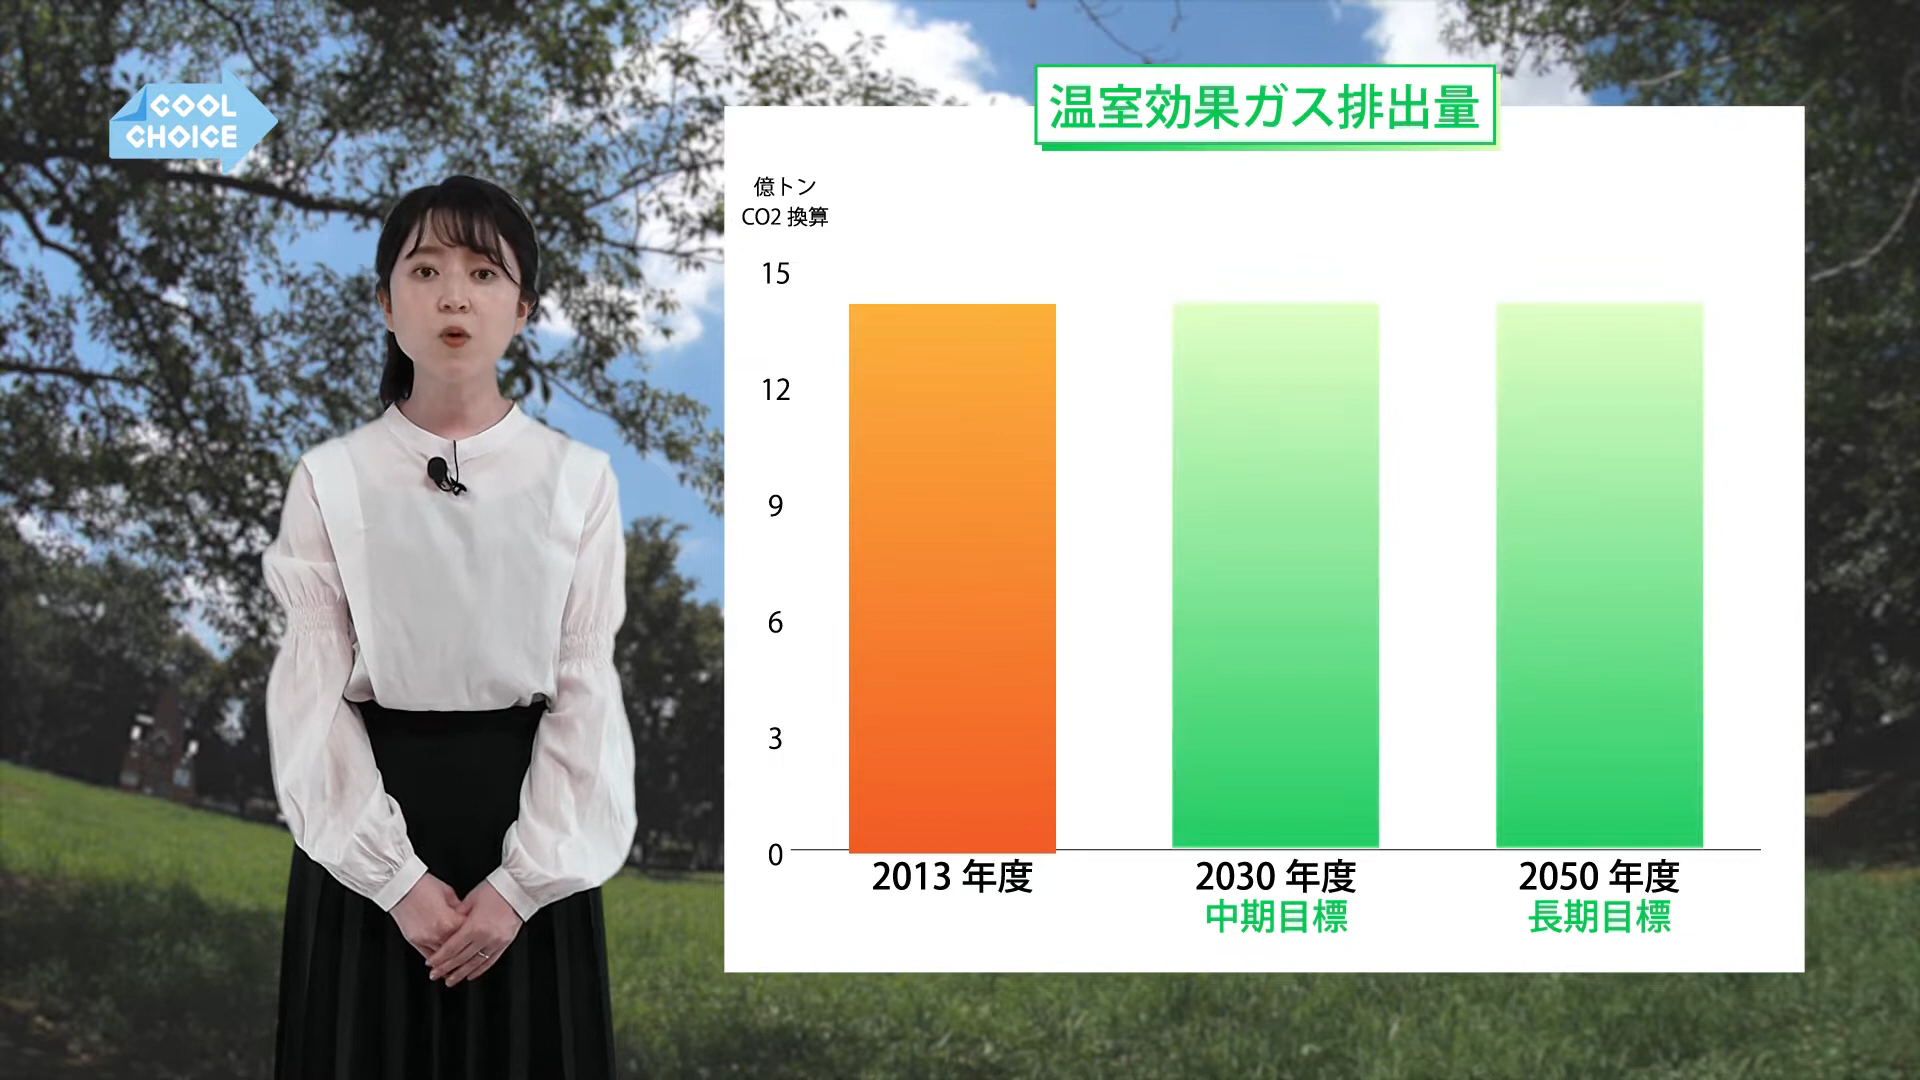 COOL
CHOICE
温室効果ガス排出量
億トン
CO2 換算
15
12
9
6
3
0
2013 年度
2030 年度
2050 年度
中期目標
長期目標